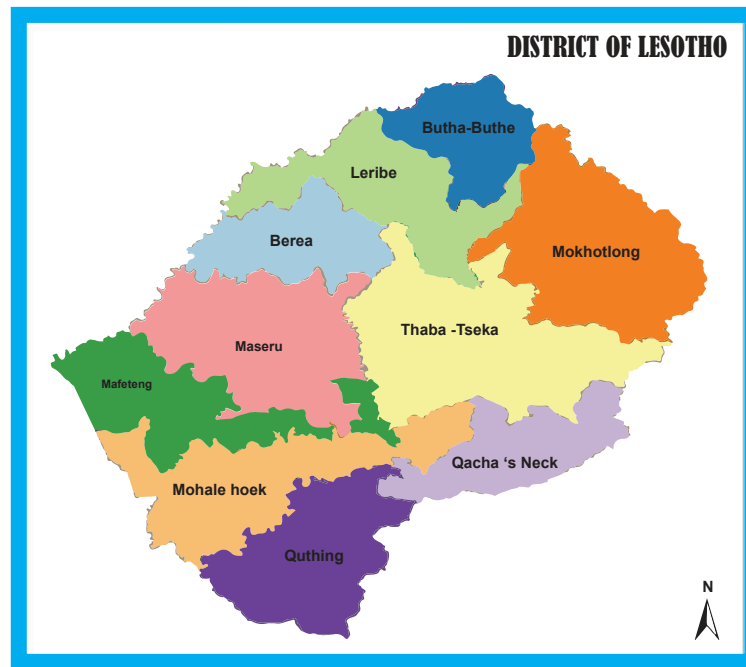 DISTRICT OF LESOTHO
Butha-Buthe
Leribe
Berea
Mokhotlong
Thaba -Tseka
Maseru
Mafeteng
Qacha ‘s Neck
Mohale hoek
Quthing
N